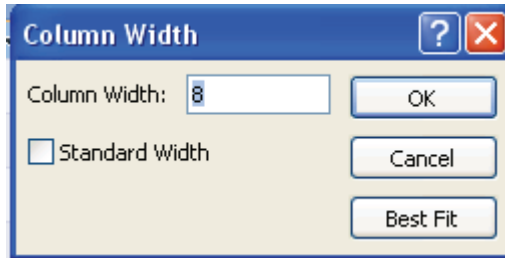 Column Width
?
Column Width: 8
OK
Standard Width
Cancel
Best Fit